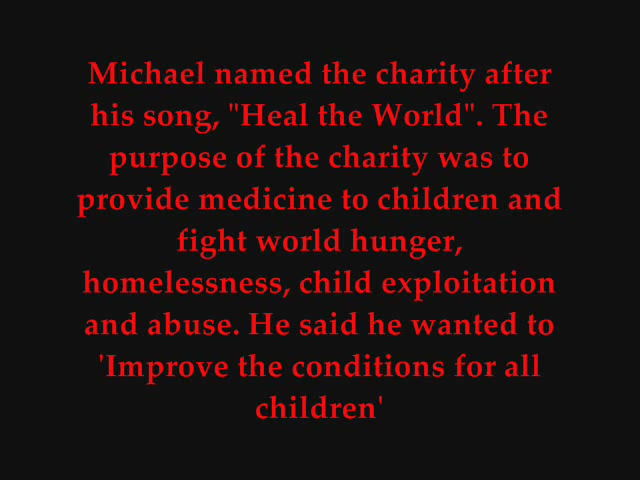 Michael named the charity after
his song, "Heal the World". The
purpose of the charity was to
provide medicine to children and
fight world hunger,
homelessness, child exploitation
and abuse. He said he wanted to
'Improve the conditions for all
children'